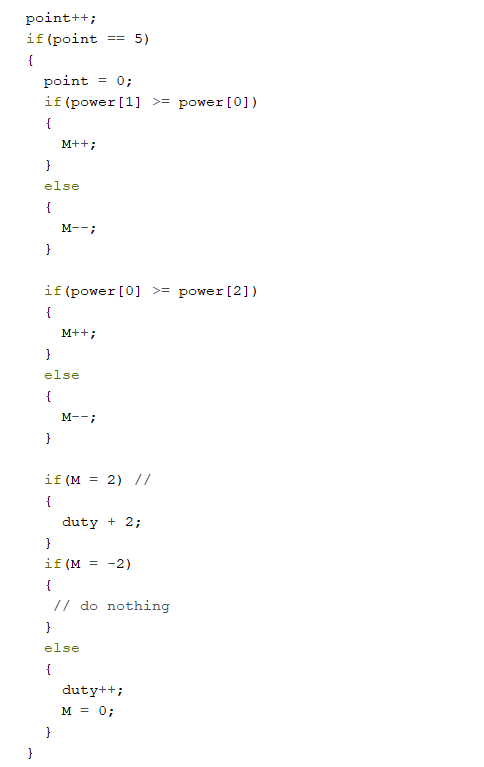 point++;
if(point == 5)
{
point = 0;
if(power[1] >= power[0])
{
M++;
}
else
{
M--;
}
if(power[0] >= power[2])
{
M++;
}
else
{
M--;
}
if(M = 2) //
{
duty + 2;
}
if(M = -2)
{
// do nothing
}
else
{
duty++;
M = 0;
}
}